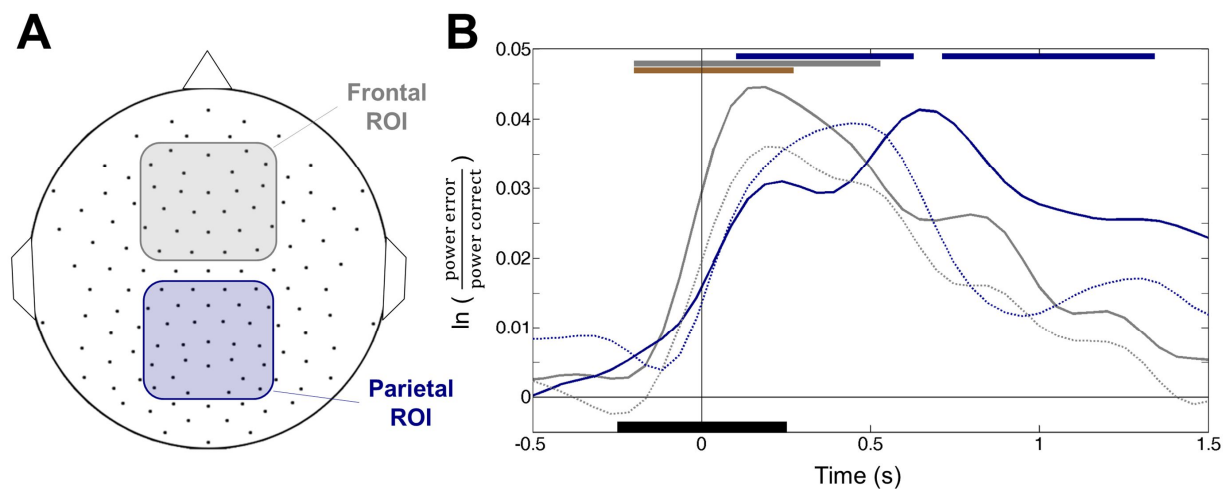 A
Frontal
ROI
Parietal
ROI
B
ln ( power error / power correct )
0.05
0.04
0.03
0.02
0.01
0
-0.5
0
0.5
1
1.5
Time (s)